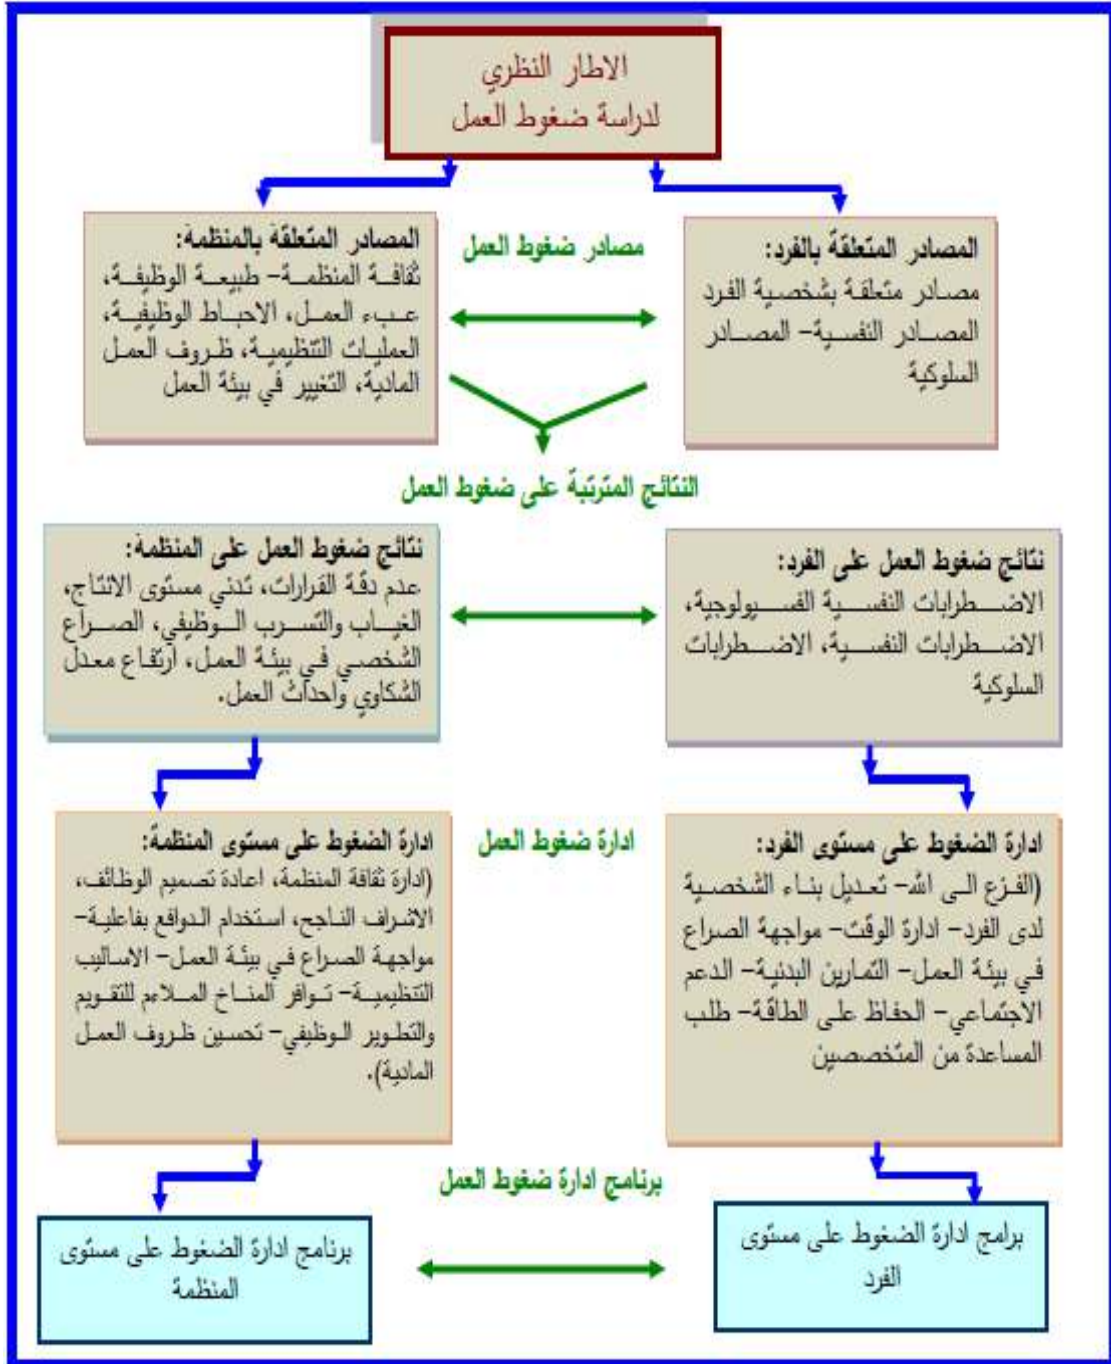 الاطار النظري
لدراسة ضغوط العمل
مصادر ضغوط العمل
المصادر المتعلقة بالفرد:
مصادر متعلقة بشخصية الفرد
المصادر النفسية– المصادر
السلوكية
المصادر المتعلقة بالمنظمة:
ثقافة المنظمة– طبيعة الوظيفة،
عبء العمل، الاحباط الوظيفية،
العمليات التنظيمية، ظروف العمل
المادية، التغيير في بيئة العمل
النتائج المترتبة على ضغوط العمل
نتائج ضغوط العمل على الفرد:
الاضطرابات النفسية الفسيولوجية،
الاضطرابات النفسية، الاضطرابات
السلوكية
نتائج ضغوط العمل على المنظمة:
عدم دقة القرارات، تدني مستوى الانتاج،
الغياب والتسرب الوظيفي، الصراع
الشخصي في بيئة العمل، ارتفاع معدل
الشكاوي واحداث العمل.
ادارة ضغوط العمل
ادارة الضغوط على مستوى الفرد:
(الفزع الى الله– تعديل بناء الشخصية
لدى الفرد– ادارة الوقت– مواجهة الصراع
في بيئة العمل– التمارين البدنية– الدعم
الاجتماعي– الحفاظ على الطاقة– طلب
المساعدة من المتخصصين
ادارة الضغوط على مستوى المنظمة:
(ادارة ثقافة المنظمة، اعادة تصميم الوظائف،
الاشراف الناجح، استخدام الدوافع بفاعلية–
مواجهة الصراع في بيئة العمل– الاساليب
التنظيمية– توافر المناخ الملاءم للتقويم
والتطوير الوظيفي– تحسين ظروف العمل
المادية).
برنامج ادارة ضغوط العمل
برامج ادارة الضغوط على مستوى
الفرد
برنامج ادارة الضغوط على مستوى
المنظمة